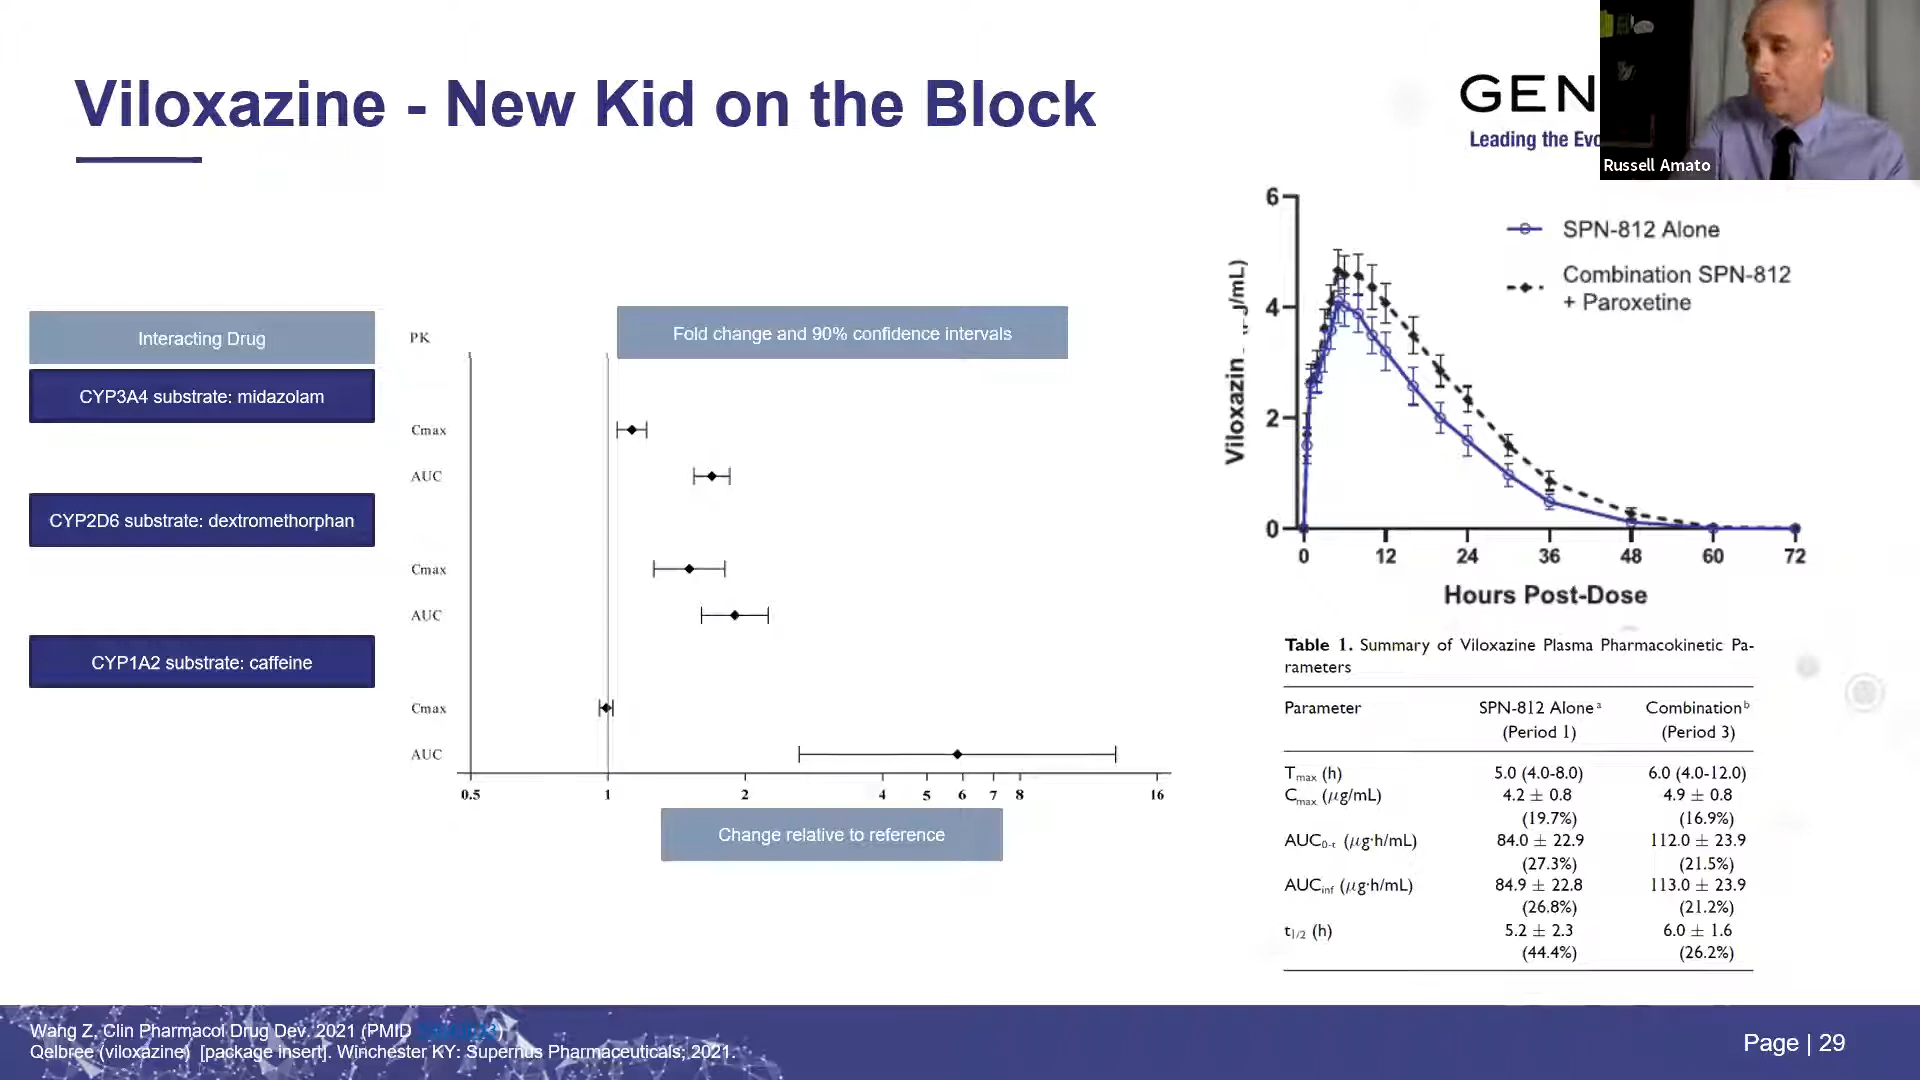 Viloxazine - New Kid on the Block
GEN
Leading the Evo
Russell Amato
Interacting Drug
PK
Fold change and 90% confidence intervals
CYP3A4 substrate: midazolam
Cmax
AUC
CYP2D6 substrate: dextromethorphan
Cmax
AUC
CYP1A2 substrate: caffeine
Cmax
AUC
0.5 1 2 4 5 6 7 8 16
Change relative to reference
6
4
2
0
SPN-812 Alone
Combination SPN-812
+ Paroxetine
0 12 24 36 48 60 72
Hours Post-Dose
Table 1. Summary of Viloxazine Plasma Pharmacokinetic Pa-
rameters
Parameter SPN-812 Alone a Combination b
(Period 1) (Period 3)
Tmax (h) 5.0 (4.0-8.0) 6.0 (4.0-12.0)
Cmax (μg/mL) 4.2 ± 0.8 4.9 ± 0.8
(19.7%) (16.9%)
AUC0-t (μg·h/mL) 84.0 ± 22.9 112.0 ± 23.9
(27.3%) (21.5%)
AUCinf (μg·h/mL) 84.9 ± 22.8 113.0 ± 23.9
(26.8%) (21.2%)
t1/2 (h) 5.2 ± 2.3 6.0 ± 1.6
(44.4%) (26.2%)
Wang Z, Clin Pharmacol Drug Dev. 2021 (PMID )
Qelbree (viloxazine) [package insert]. Winchester KY: Supernus Pharmaceuticals; 2021.
Page | 29